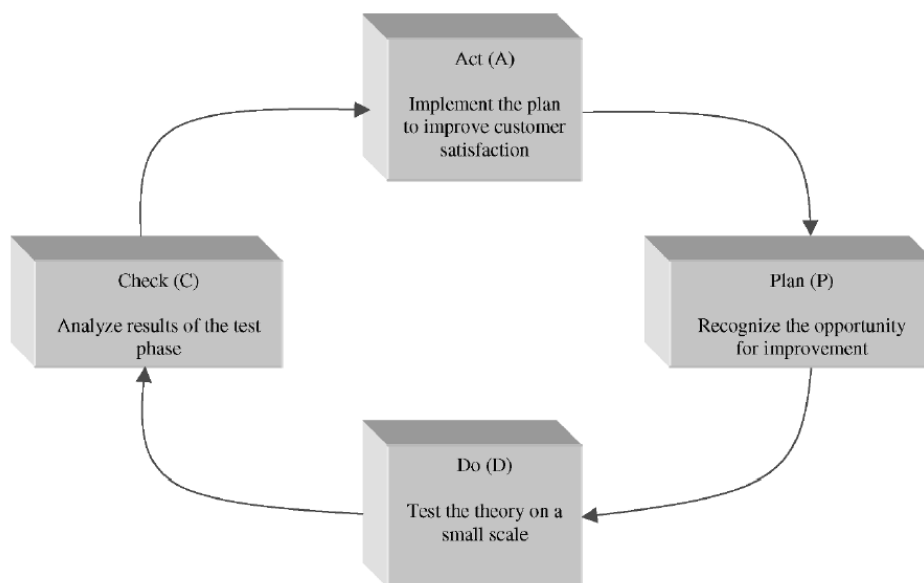 Act (A)
Implement the plan
to improve customer
satisfaction
Check (C)
Analyze results of the test
phase
Plan (P)
Recognize the opportunity
for improvement
Do (D)
Test the theory on a
small scale